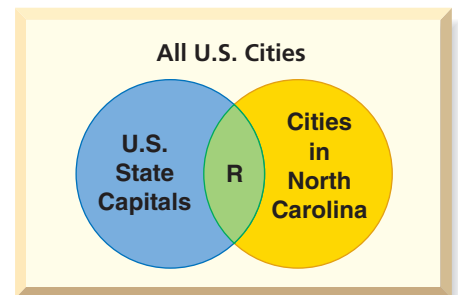 All U.S. Cities
U.S.
State
Capitals
R
Cities
in
North
Carolina